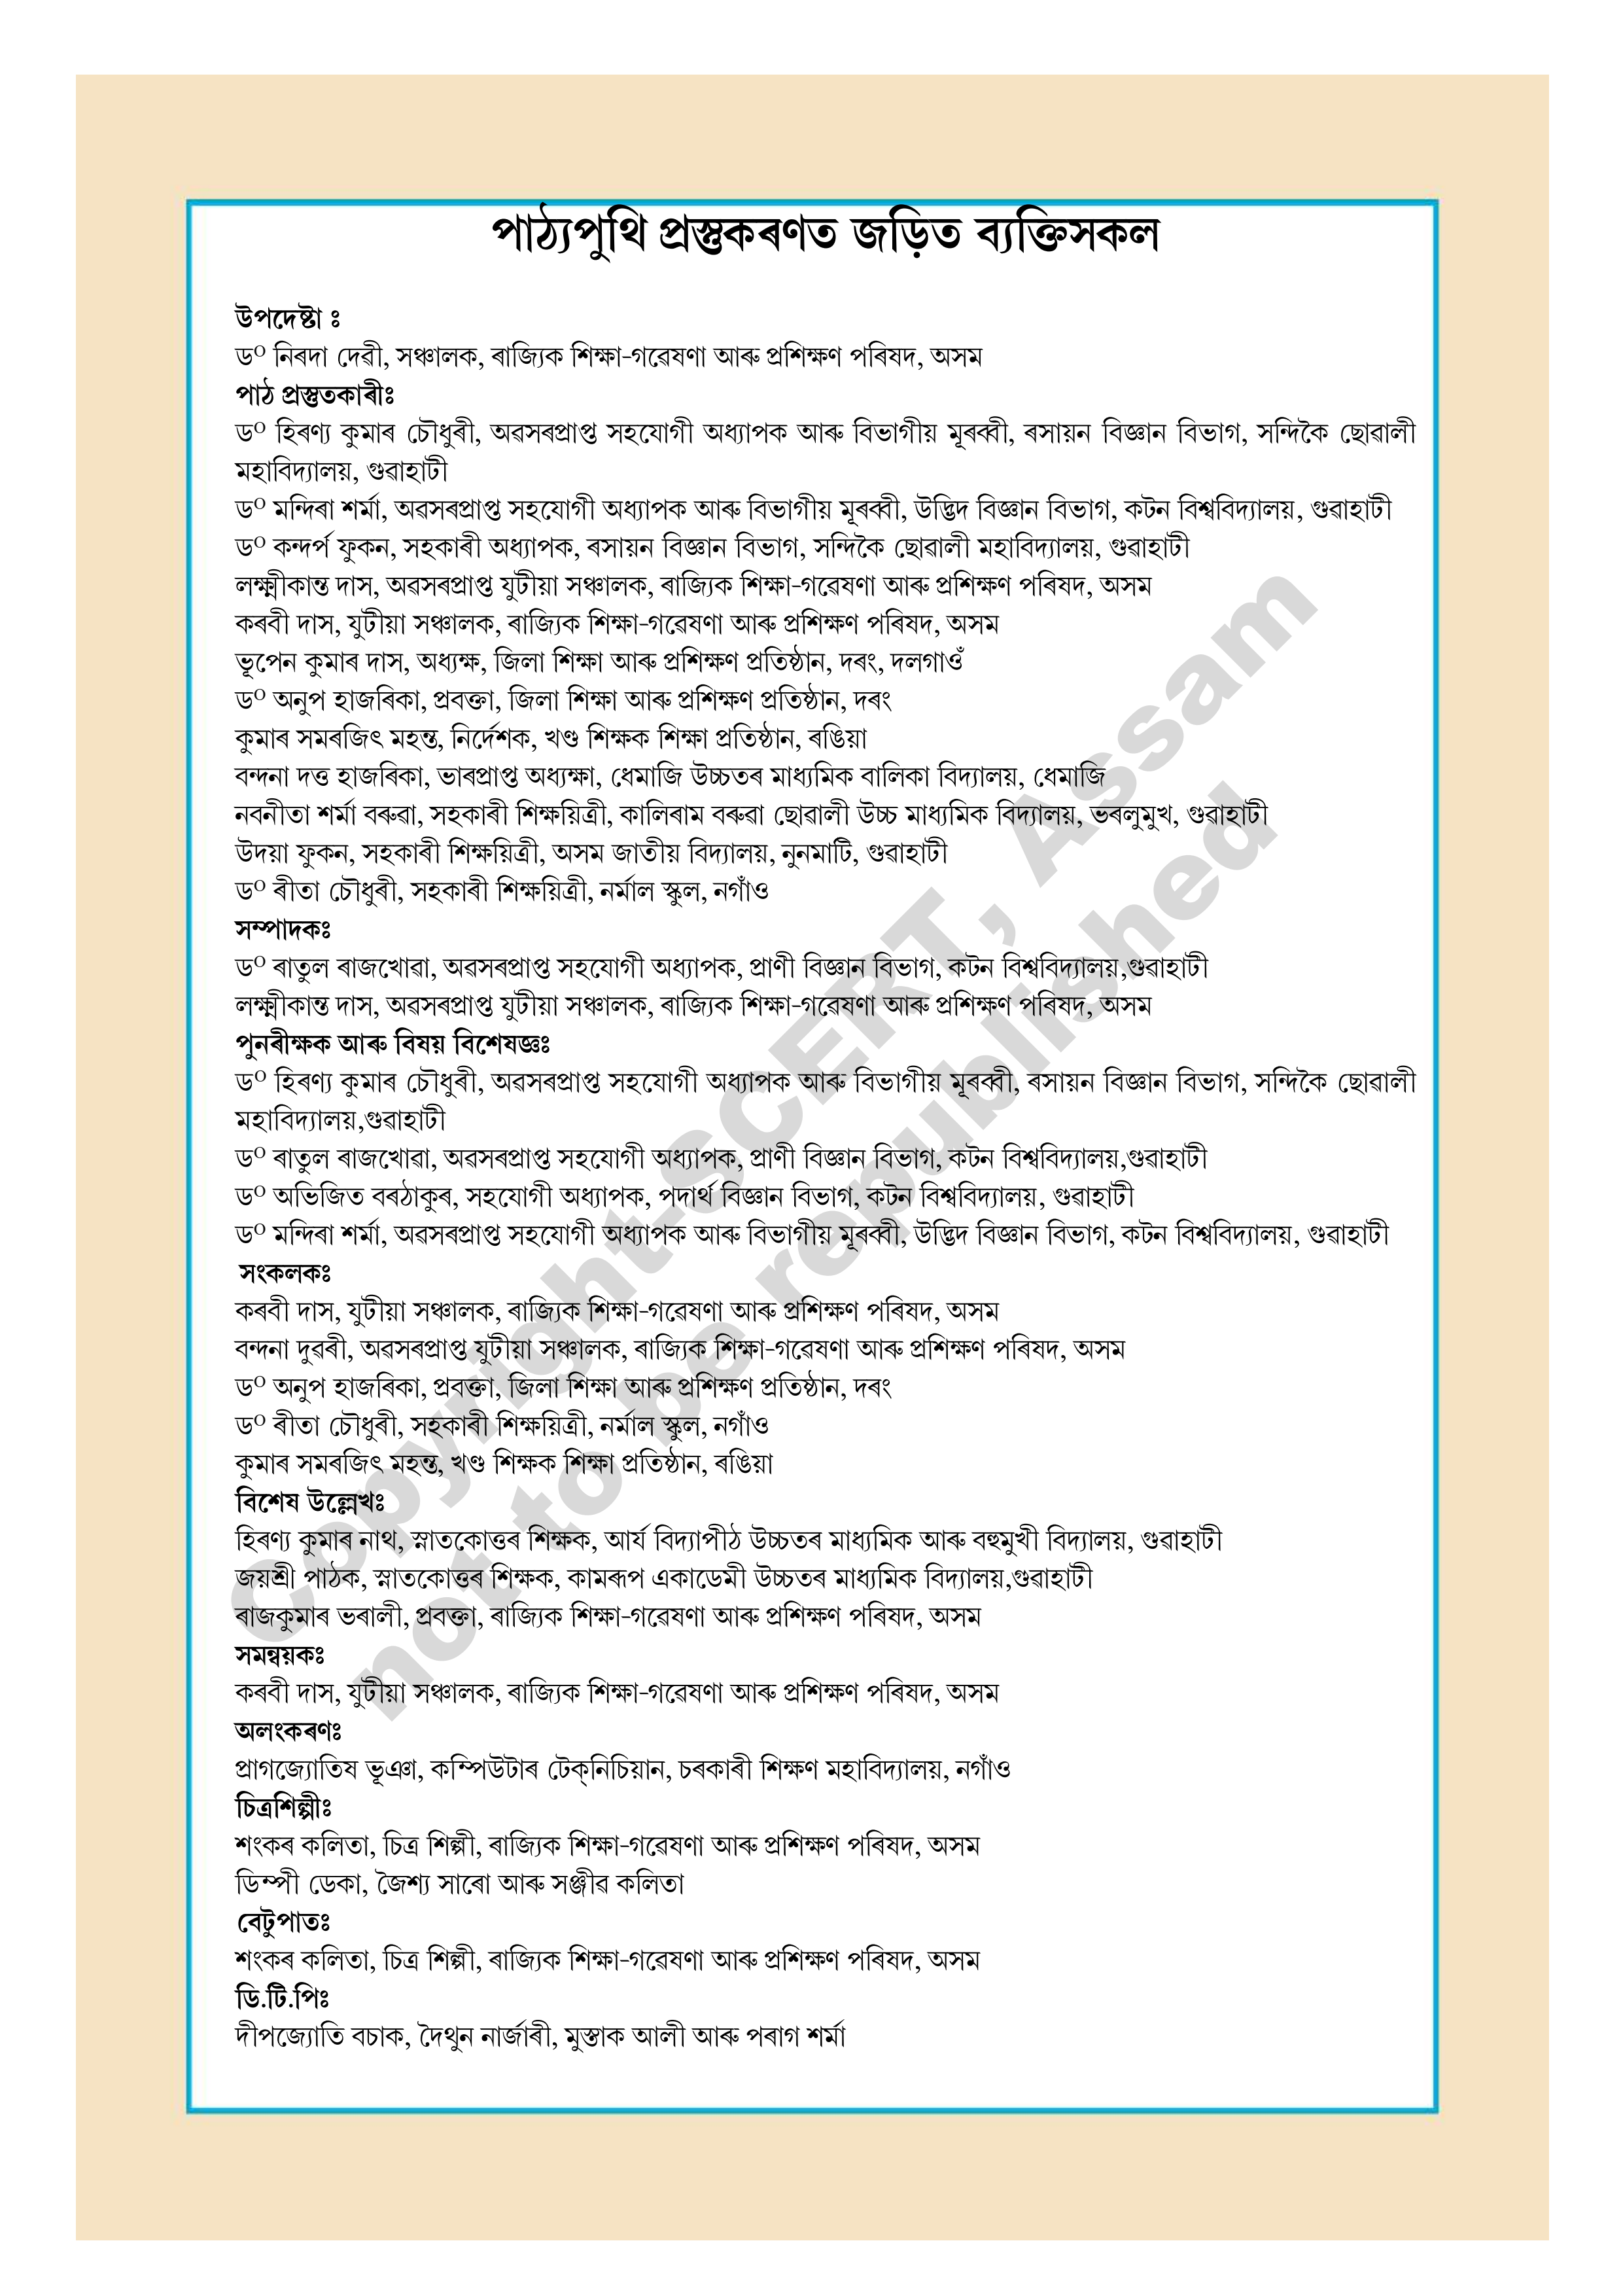 পাঠ্যপুথি প্ৰস্তুকৰণত জড়িত ব্যক্তিসকল
উপদেষ্টা ঃ
ড⁰ নিৰদা দেৱী, সঞ্চালক, ৰাজ্যিক শিক্ষা-গৱেষণা আৰু প্ৰশিক্ষণ পৰিষদ, অসম
পাঠ প্ৰস্তুতকাৰীঃ
ড⁰ হিৰণ্য কুমাৰ চৌধুৰী, অৱসৰপ্ৰাপ্ত সহযোগী অধ্যাপক আৰু বিভাগীয় মূৰব্বী, ৰসায়ন বিজ্ঞান বিভাগ, সন্দিকৈ ছোৱালী
মহাবিদ্যালয়, গুৱাহাটী
ড⁰ মন্দিৰা শৰ্মা, অৱসৰপ্ৰাপ্ত সহযোগী অধ্যাপক আৰু বিভাগীয় মূৰব্বী, উদ্ভিদ বিজ্ঞান বিভাগ, কটন বিশ্ববিদ্যালয়, গুৱাহাটী
ড⁰ কন্দৰ্প ফুকন, সহকাৰী অধ্যাপক, ৰসায়ন বিজ্ঞান বিভাগ, সন্দিকৈ ছোৱালী মহাবিদ্যালয়, গুৱাহাটী
লক্ষ্মীকান্ত দাস, অৱসৰপ্ৰাপ্ত যুটীয়া সঞ্চালক, ৰাজ্যিক শিক্ষা-গৱেষণা আৰু প্ৰশিক্ষণ পৰিষদ, অসম
কৰবী দাস, যুটীয়া সঞ্চালক, ৰাজ্যিক শিক্ষা-গৱেষণা আৰু প্ৰশিক্ষণ পৰিষদ, অসম
ভূপেন কুমাৰ দাস, অধ্যক্ষ, জিলা শিক্ষা আৰু প্ৰশিক্ষণ প্ৰতিষ্ঠান, দৰং, দলগাওঁ
ড⁰ অনুপ হাজৰিকা, প্ৰবক্তা, জিলা শিক্ষা আৰু প্ৰশিক্ষণ প্ৰতিষ্ঠান, দৰং
কুমাৰ সমৰজিৎ মহন্ত, নিৰ্দেশক, খণ্ড শিক্ষক শিক্ষা প্ৰতিষ্ঠান, ৰঙিয়া
বন্দনা দত্ত হাজৰিকা, ভাৰপ্ৰাপ্ত অধ্যক্ষা, ধেমাজি উচ্চতৰ মাধ্যমিক বালিকা বিদ্যালয়, ধেমাজি
নবনীতা শৰ্মা বৰুৱা, সহকাৰী শিক্ষয়িত্ৰী, কালিৰাম বৰুৱা ছোৱালী উচ্চ মাধ্যমিক বিদ্যালয়, ভৰলুমুখ, গুৱাহাটী
উদয়া ফুকন, সহকাৰী শিক্ষয়িত্ৰী, অসম জাতীয় বিদ্যালয়, নুনমাটি, গুৱাহাটী
ড⁰ ৰীতা চৌধুৰী, সহকাৰী শিক্ষয়িত্ৰী, নৰ্মাল স্কুল, নগাঁও
সম্পাদকঃ
ড⁰ ৰাতুল ৰাজখোৱা, অৱসৰপ্ৰাপ্ত সহযোগী অধ্যাপক, প্ৰাণী বিজ্ঞান বিভাগ, কটন বিশ্ববিদ্যালয়,গুৱাহাটী
লক্ষ্মীকান্ত দাস, অৱসৰপ্ৰাপ্ত যুটীয়া সঞ্চালক, ৰাজ্যিক শিক্ষা-গৱেষণা আৰু প্ৰশিক্ষণ পৰিষদ, অসম
পুনৰীক্ষক আৰু বিষয় বিশেষজ্ঞঃ
ড⁰ হিৰণ্য কুমাৰ চৌধুৰী, অৱসৰপ্ৰাপ্ত সহযোগী অধ্যাপক আৰু বিভাগীয় মূৰব্বী, ৰসায়ন বিজ্ঞান বিভাগ, সন্দিকৈ ছোৱালী
মহাবিদ্যালয়,গুৱাহাটী
ড⁰ ৰাতুল ৰাজখোৱা, অৱসৰপ্ৰাপ্ত সহযোগী অধ্যাপক, প্ৰাণী বিজ্ঞান বিভাগ, কটন বিশ্ববিদ্যালয়,গুৱাহাটী
ড⁰ অভিজিত বৰঠাকুৰ, সহযোগী অধ্যাপক, পদাৰ্থ বিজ্ঞান বিভাগ, কটন বিশ্ববিদ্যালয়, গুৱাহাটী
ড⁰ মন্দিৰা শৰ্মা, অৱসৰপ্ৰাপ্ত সহযোগী অধ্যাপক আৰু বিভাগীয় মূৰব্বী, উদ্ভিদ বিজ্ঞান বিভাগ, কটন বিশ্ববিদ্যালয়, গুৱাহাটী
সংকলকঃ
কৰবী দাস, যুটীয়া সঞ্চালক, ৰাজ্যিক শিক্ষা-গৱেষণা আৰু প্ৰশিক্ষণ পৰিষদ, অসম
বন্দনা দুৱৰী, অৱসৰপ্ৰাপ্ত যুটীয়া সঞ্চালক, ৰাজ্যিক শিক্ষা-গৱেষণা আৰু প্ৰশিক্ষণ পৰিষদ, অসম
ড⁰ অনুপ হাজৰিকা, প্ৰবক্তা, জিলা শিক্ষা আৰু প্ৰশিক্ষণ প্ৰতিষ্ঠান, দৰং
ড⁰ ৰীতা চৌধুৰী, সহকাৰী শিক্ষয়িত্ৰী, নৰ্মাল স্কুল, নগাঁও
কুমাৰ সমৰজিৎ মহন্ত, খণ্ড শিক্ষক শিক্ষা প্ৰতিষ্ঠান, ৰঙিয়া
বিশেষ উল্লেখঃ
হিৰণ্য কুমাৰ নাথ, স্নাতকোত্তৰ শিক্ষক, আৰ্য বিদ্যাপীঠ উচ্চতৰ মাধ্যমিক আৰু বহুমুখী বিদ্যালয়, গুৱাহাটী
জয়শ্ৰী পাঠক, স্নাতকোত্তৰ শিক্ষক, কামৰূপ একাডেমী উচ্চতৰ মাধ্যমিক বিদ্যালয়,গুৱাহাটী
ৰাজকুমাৰ ভৰালী, প্ৰবক্তা, ৰাজ্যিক শিক্ষা-গৱেষণা আৰু প্ৰশিক্ষণ পৰিষদ, অসম
সমন্বয়কঃ
কৰবী দাস, যুটীয়া সঞ্চালক, ৰাজ্যিক শিক্ষা-গৱেষণা আৰু প্ৰশিক্ষণ পৰিষদ, অসম
অলংকৰণঃ
প্ৰাগজ্যোতিষ ভূঞা, কম্পিউটাৰ টেক্‌নিচিয়ান, চৰকাৰী শিক্ষণ মহাবিদ্যালয়, নগাঁও
চিত্ৰশিল্পীঃ
শংকৰ কলিতা, চিত্ৰ শিল্পী, ৰাজ্যিক শিক্ষা-গৱেষণা আৰু প্ৰশিক্ষণ পৰিষদ, অসম
ডিম্পী ডেকা, জৈশ্য সাৰো আৰু সঞ্জীৱ কলিতা
বেটুপাতঃ
শংকৰ কলিতা, চিত্ৰ শিল্পী, ৰাজ্যিক শিক্ষা-গৱেষণা আৰু প্ৰশিক্ষণ পৰিষদ, অসম
ডি.টি.পিঃ
দীপজ্যোতি বচাক, দৈথুন নাৰ্জাৰী, মুস্তাক আলী আৰু পৰাগ শৰ্মা
Copyright-SCERT, Assam
not to be republished